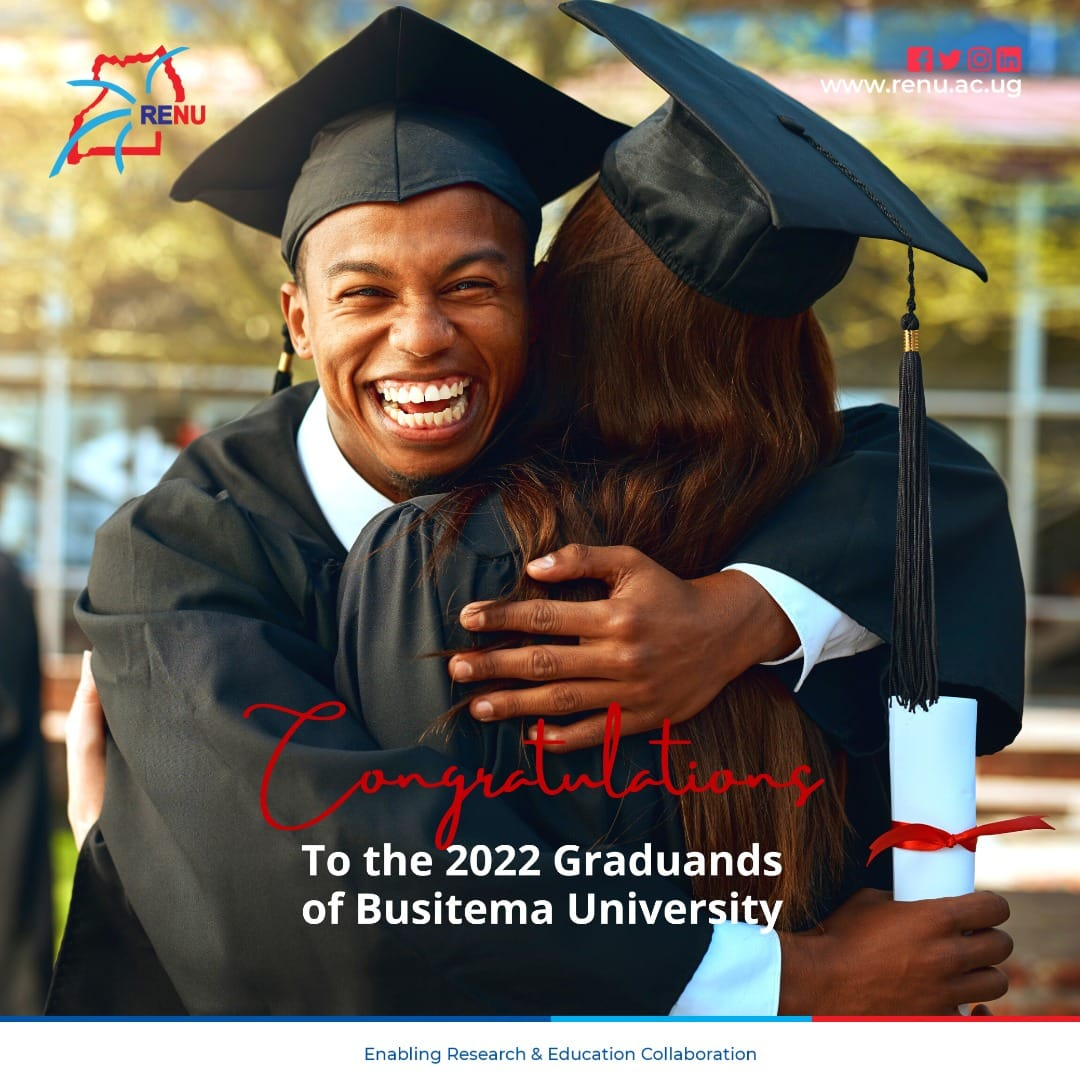 RENU
www.renu.ac.ug
Congratulations
To the 2022 Graduands
of Busitema University
Enabling Research & Education Collaboration